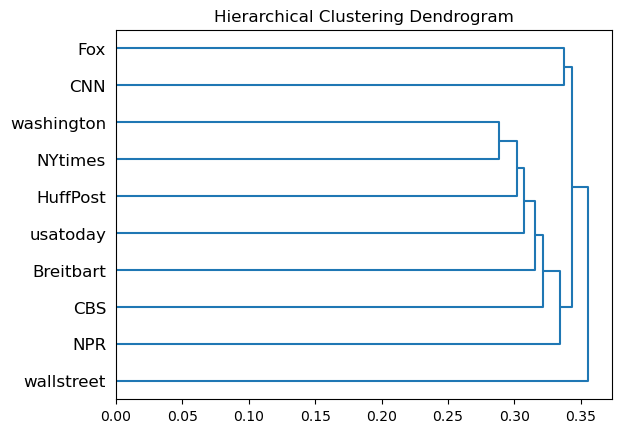 Hierarchical Clustering Dendrogram
Fox
CNN
washington
NYtimes
HuffPost
usatoday
Breitbart
CBS
NPR
wallstreet
0.00 0.05 0.10 0.15 0.20 0.25 0.30 0.35